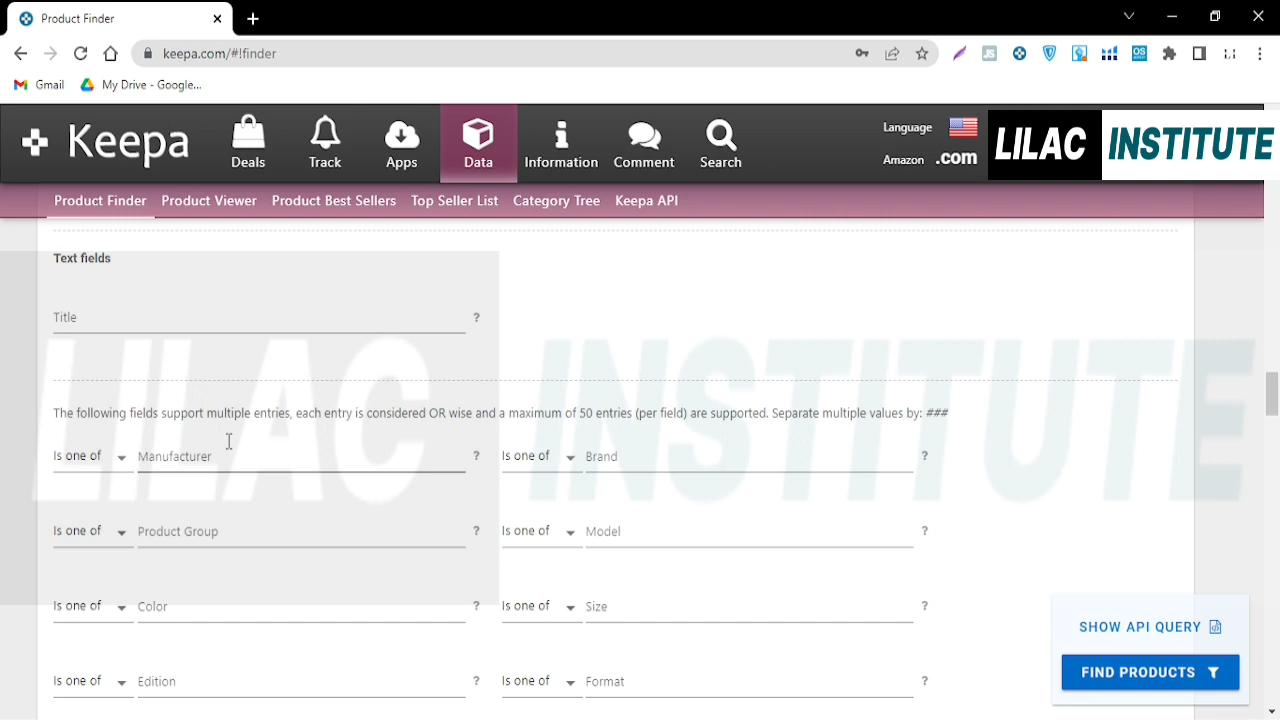 Product Finder
keepa.com/#!finder
Gmail
My Drive - Google...
Keepa
Deals
Track
Apps
Data
Information
Comment
Search
Language
Amazon .com
LILAC INSTITUTE
Product Finder
Product Viewer
Product Best Sellers
Top Seller List
Category Tree
Keepa API
Text fields
Title ?
The following fields support multiple entries, each entry is considered OR wise and a maximum of 50 entries (per field) are supported. Separate multiple values by: ###
Is one of Manufacturer ? Is one of Brand ?
Is one of Product Group ? Is one of Model ?
Is one of Color ? Is one of Size ?
Is one of Edition ? Is one of Format ?
LILAC INSTITUTE
SHOW API QUERY
FIND PRODUCTS